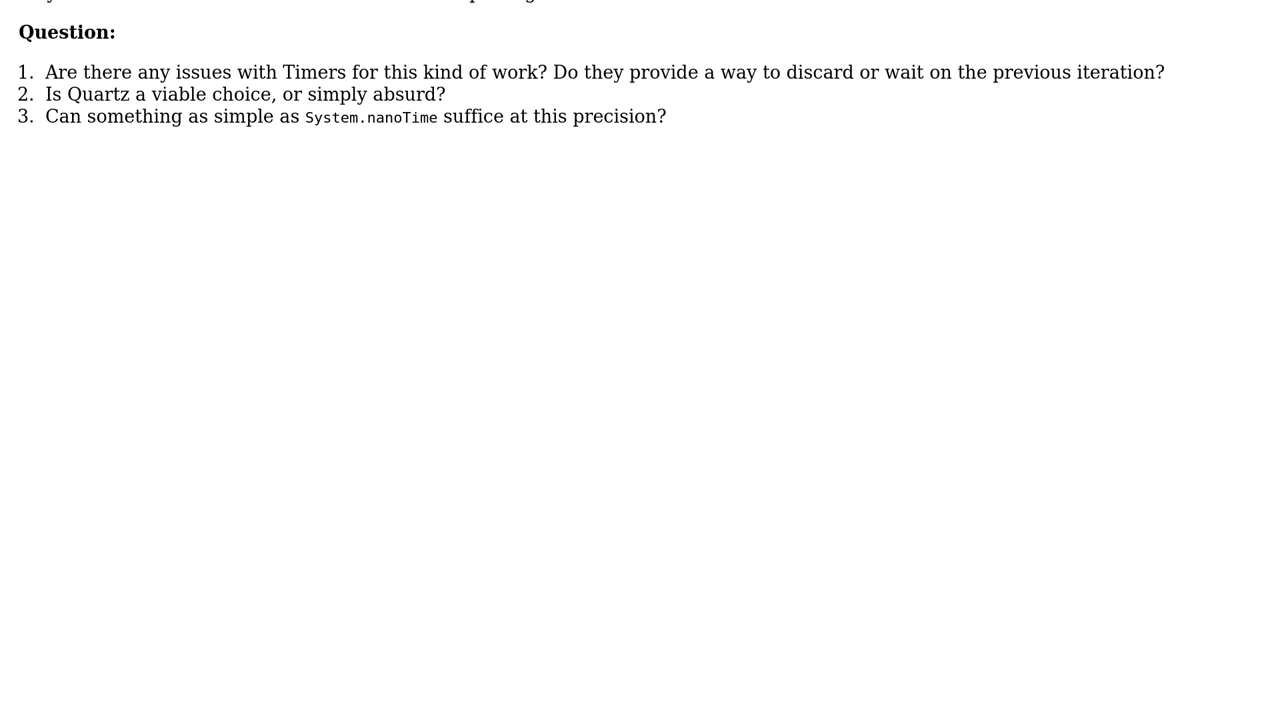 Question:
1. Are there any issues with Timers for this kind of work? Do they provide a way to discard or wait on the previous iteration?
2. Is Quartz a viable choice, or simply absurd?
3. Can something as simple as System.nanoTime suffice at this precision?